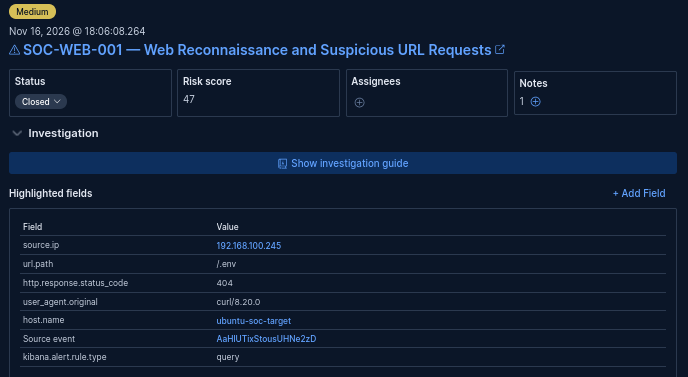 Medium
Nov 16, 2026 @ 18:06:08.264
SOC-WEB-001 — Web Reconnaissance and Suspicious URL Requests
Status
Closed
Risk score
47
Assignees
Notes
1
Investigation
Show investigation guide
Highlighted fields
+ Add Field
Field Value
source.ip 192.168.100.245
url.path /.env
http.response.status_code 404
user_agent.original curl/8.20.0
host.name ubuntu-soc-target
Source event AaHIUTixStousUHNe2zD
kibana.alert.rule.type query